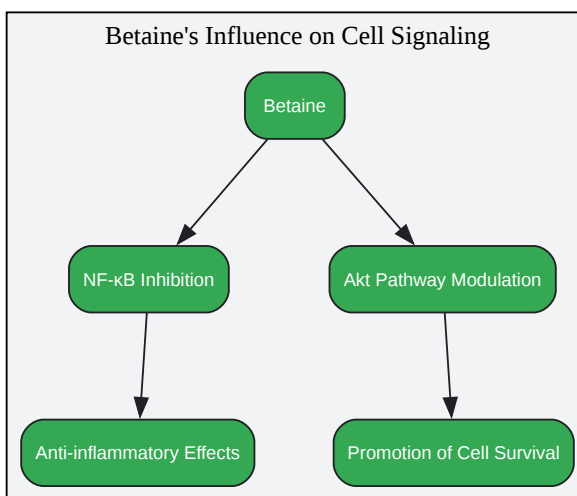 Betaine's Influence on Cell Signaling
Betaine
NF-κB Inhibition
Akt Pathway Modulation
Anti-inflammatory Effects
Promotion of Cell Survival